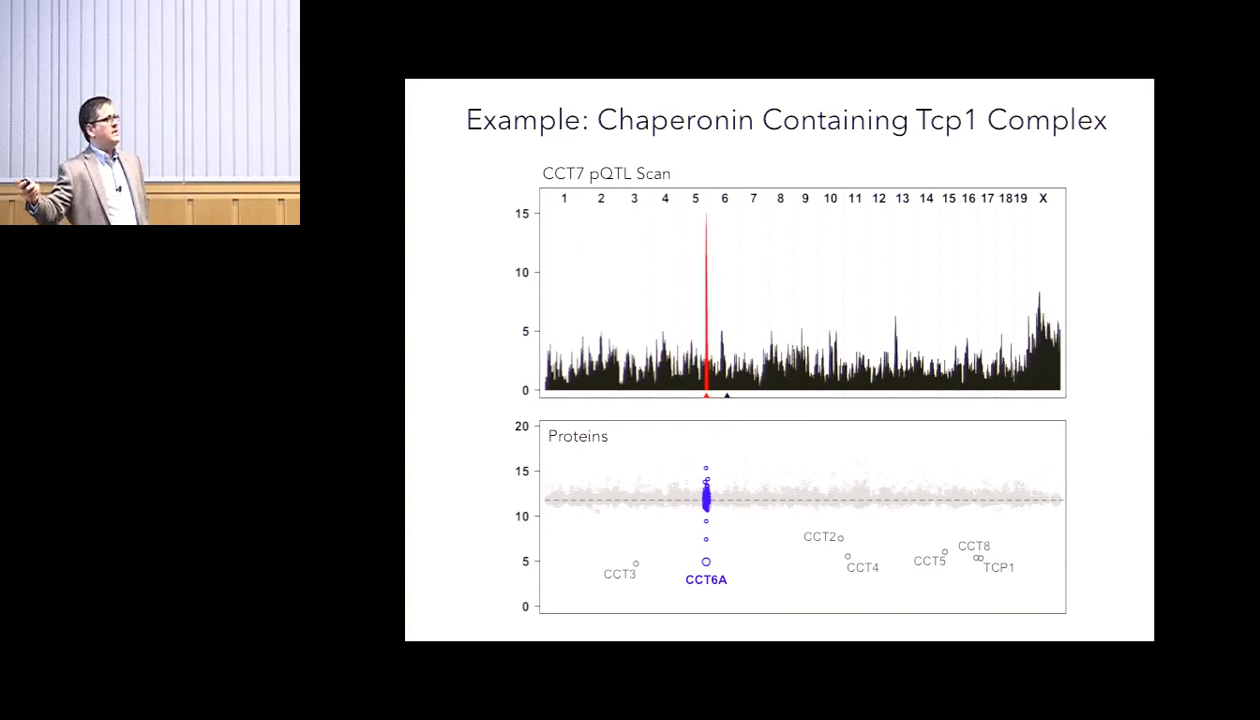 Example: Chaperonin Containing Tcp1 Complex
CCT7 pQTL Scan
1 2 3 4 5 6 7 8 9 10 11 12 13 14 15 16 17 18 19 X
15
10
5
0
20
Proteins
15
10
CCT2
CCT8
5
CCT3
CCT4
CCT5
TCP1
CCT6A
0